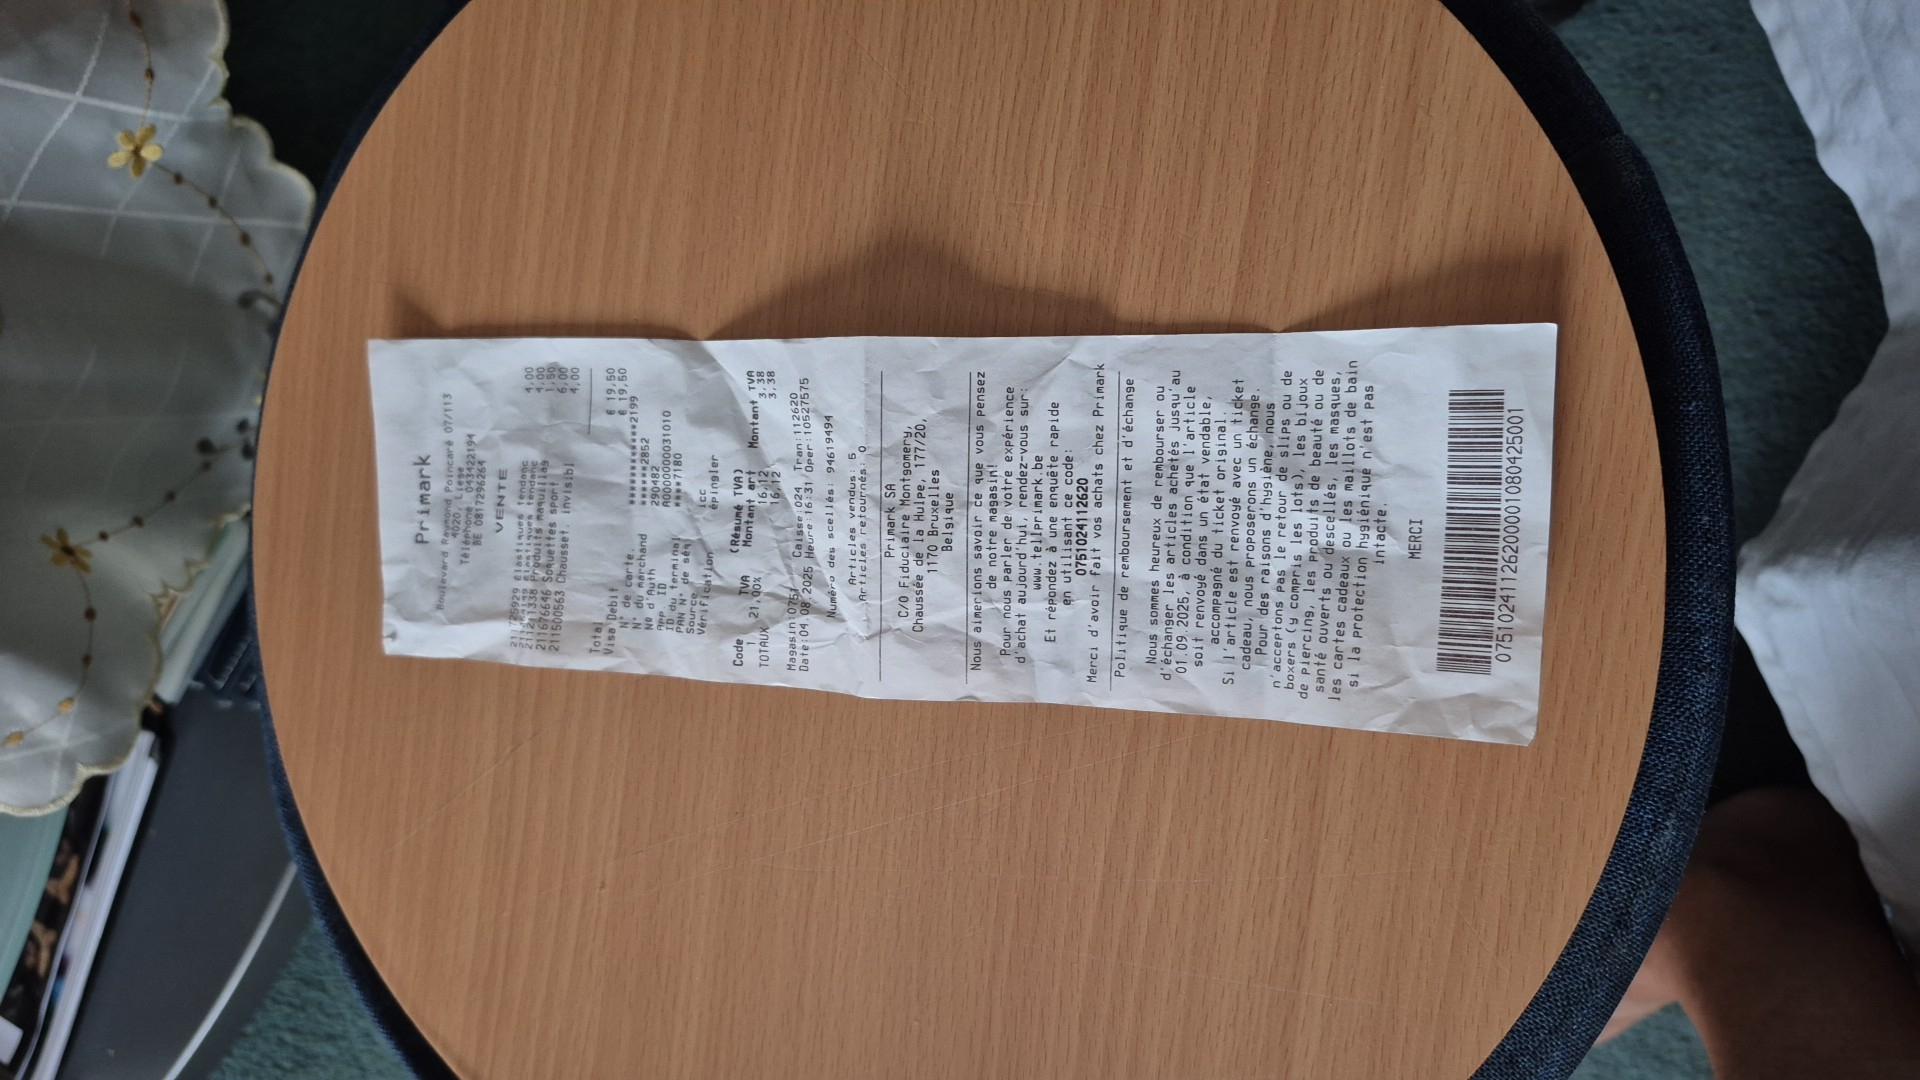 Primark
Boulevard Raymond Poincaré 07/113
4020, Liege
Téléphone 043422194
BE 0817296264
VENTE
211725929 élastiques tendanc 4,00
élastiques tendanc 4,00
211271338 Produits maquillag 1,50
211676646 Soquettes sport 6,00
211500563 Chausset. invisibl 4,00
Total € 19,50
Visa Debit € 19,50
N° de carte. ************2199
N° du marchand ******2852
No d'Auth 290482
App ID A0000000031010
ID du terminal ****7180
PAN N° de séq.
Source icc
Vérification épingler
(Résumé TVA)
Code TVA Montant art Montant TVA
1 21,00% 16,12 3,38
TOTAUX 16,12 3,38
Magasin:0751 Caisse:024 Tran:112620
Date:04.08.2025 Heure:16:31 Oper:10527575
Numéro des scellés: 94619494
Articles vendus: 5
Articles retournés: 0
Primark SA
C/O Fiduciaire Montgomery,
Chaussée de la Hulpe, 177/20,
1170 Bruxelles
Belgique
Nous aimerions savoir ce que vous pensez
de notre magasin!
Pour nous parler de votre expérience
d'achat aujourd'hui, rendez-vous sur:
www.tellprimark.be
Et répondez à une enquête rapide
en utilisant ce code:
0751024112620
Merci d'avoir fait vos achats chez Primark
Politique de remboursement et d'échange
Nous sommes heureux de rembourser ou
d'échanger les articles achetés jusqu'au
01.09.2025, à condition que l'article
soit renvoyé dans un état vendable,
accompagné du ticket original.
Si l'article est renvoyé avec un ticket
cadeau, nous proposerons un échange.
Pour des raisons d'hygiène, nous
n'acceptons pas le retour de slips ou de
boxers (y compris les lots), les bijoux
de piercings, les produits de beauté ou de
santé ouverts ou descellés, les masques,
les cartes cadeaux ou les maillots de bain
si la protection hygiénique n'est pas
intacte.
MERCI
07510241126200001080425001